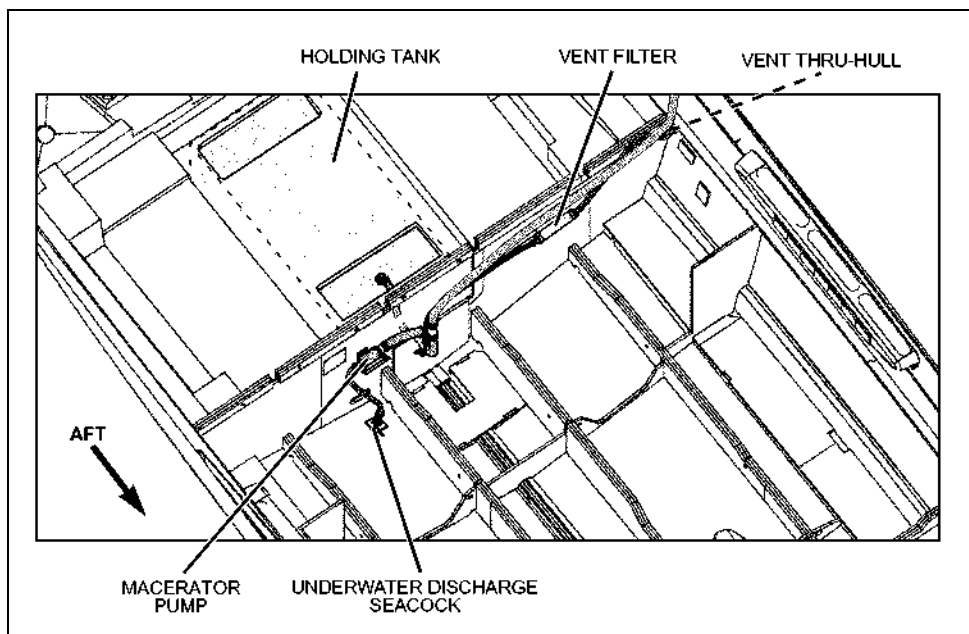 HOLDING TANK
VENT FILTER
VENT THRU-HULL
AFT
MACERATOR
PUMP
UNDERWATER DISCHARGE
SEACOCK